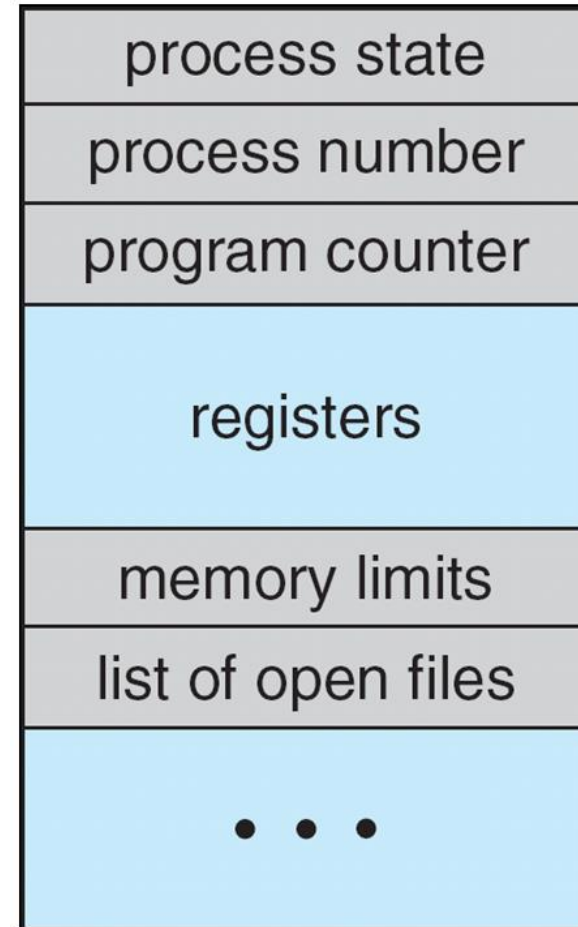 process state
process number
program counter
registers
memory limits
list of open files
• • •